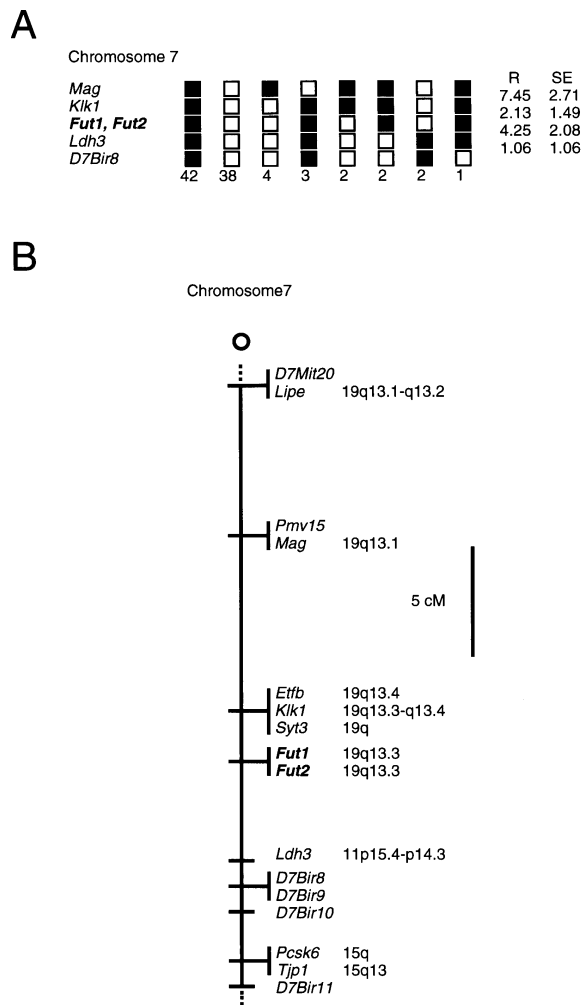 A
Chromosome 7
R SE
Mag
7.45 2.71
Klk1
2.13 1.49
Fut1, Fut2
4.25 2.08
Ldh3
1.06 1.06
D7Bir8
42 38 4 3 2 2 2 1
B
Chromosome7
D7Mit20
Lipe 19q13.1-q13.2
Pmv15
Mag 19q13.1
5 cM
Etfb 19q13.4
Klk1 19q13.3-q13.4
Syt3 19q
Fut1 19q13.3
Fut2 19q13.3
Ldh3 11p15.4-p14.3
D7Bir8
D7Bir9
D7Bir10
Pcsk6 15q
Tjp1 15q13
D7Bir11